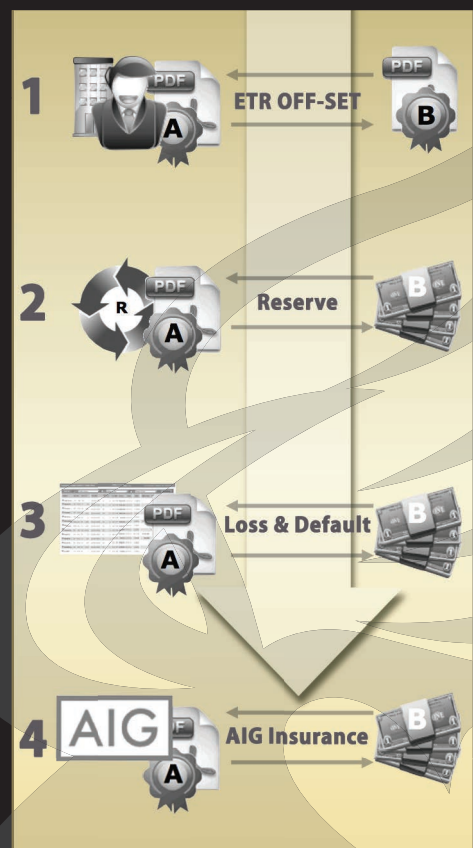 1
PDF
A
ETR OFF-SET
PDF
B
2
R
PDF
A
Reserve
B
3
PDF
A
Loss & Default
B
4
AIG
F
A
AIG Insurance
B